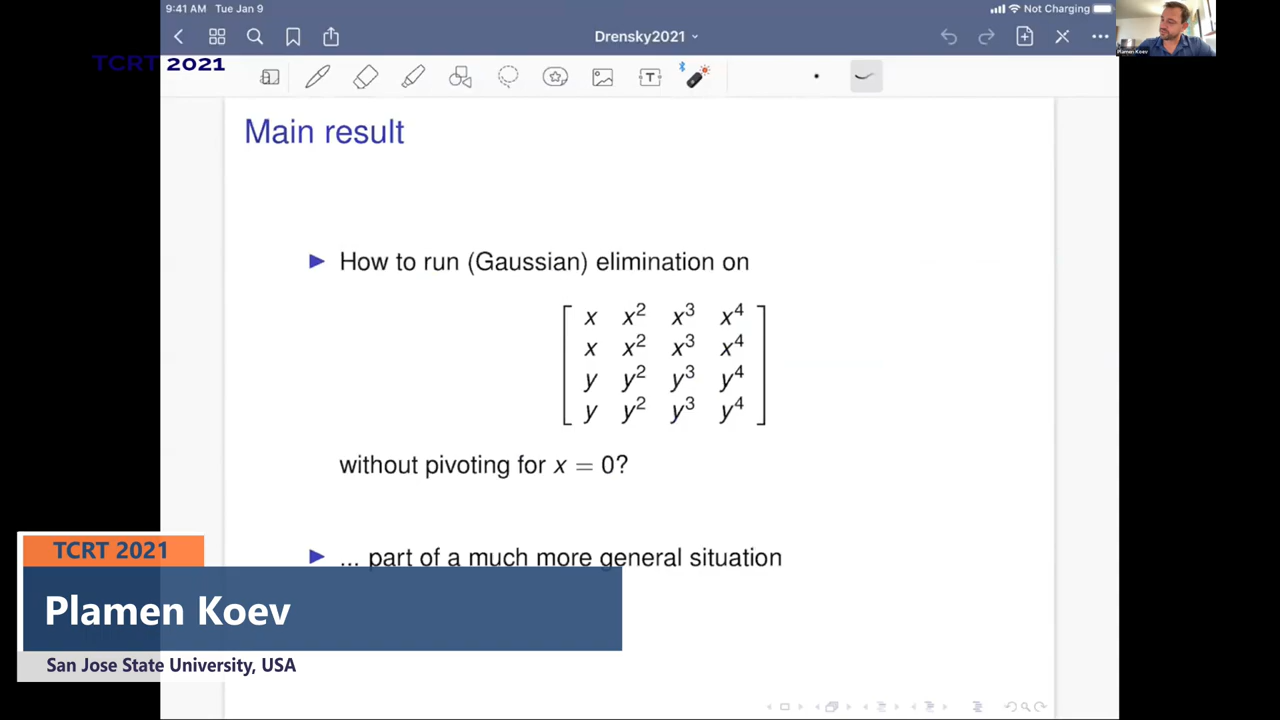 9:41 AM Tue Jan 9
Not Charging
Drensky2021
Plamen Koev
TCRT 2021
T
Main result
How to run (Gaussian) elimination on
x x² x³ x⁴
x x² x³ x⁴
y y² y³ y⁴
y y² y³ y⁴
without pivoting for x = 0?
... part of a much more general situation
TCRT 2021
Plamen Koev
San Jose State University, USA